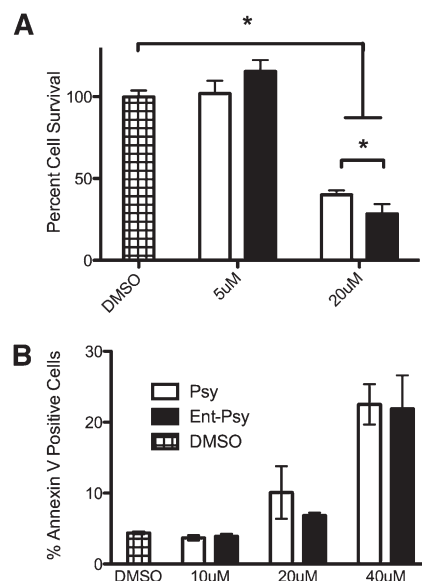 A
*
*
Percent Cell Survival
100
50
0
DMSO
5uM
20uM
B
% Annexin V Positive Cells
30
20
10
0
Psy
Ent-Psy
DMSO
DMSO
10uM
20uM
40uM